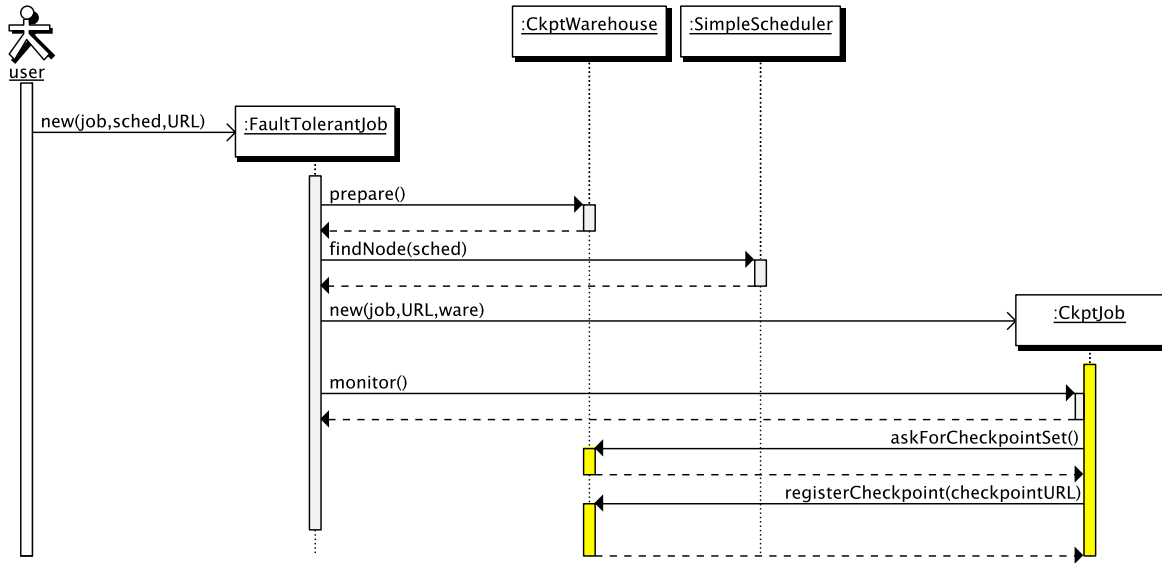 :CkptWarehouse
:SimpleScheduler
user
new(job,sched,URL)
:FaultTolerantJob
prepare()
findNode(sched)
new(job,URL,ware)
:CkptJob
monitor()
askForCheckpointSet()
registerCheckpoint(checkpointURL)